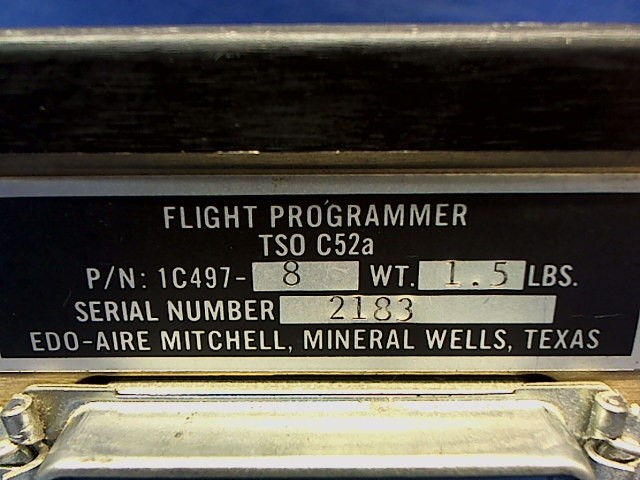 FLIGHT PROGRAMMER
TSO C52a
P/N: 1C497- 8 WT. 1.5 LBS.
SERIAL NUMBER 2183
EDO-AIRE MITCHELL, MINERAL WELLS, TEXAS